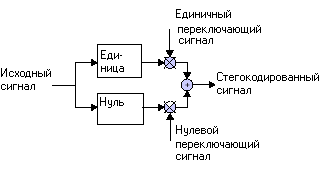 Единичный
переключающий
сигнал
Еди-
ница
Исходный
сигнал
Стегокодированный
сигнал
Нуль
Нулевой
переключающий
сигнал